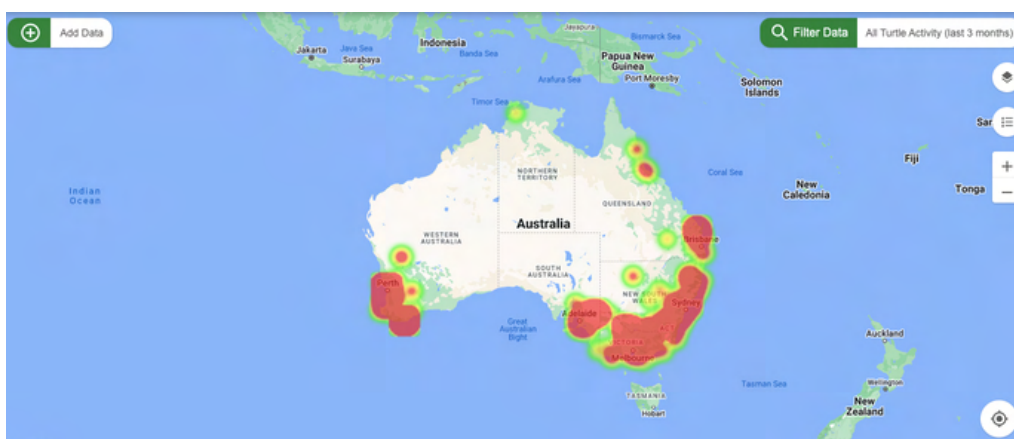 Add Data
Filter Data
All Turtle Activity (last 3 months)
Jayapura
Bismarck Sea
Indonesia
Jakarta
Java Sea
Banda Sea
Surabaya
Papua New
Guinea
Port Moresby
Arafura Sea
Solomon
Islands
Timor Sea
Fiji
Coral Sea
NORTHERN
TERRITORY
Indian
Ocean
New
Caledonia
Tonga
QUEENSLAND
Australia
WESTERN
AUSTRALIA
Brisbane
SOUTH
AUSTRALIA
Perth
NEW SOUTH
WALES
Sydney
Adelaide
Great
Australian
Bight
ACT
VICTORIA
Melbourne
Auckland
Tasman Sea
Wellington
TASMANIA
Hobart
New
Zealand